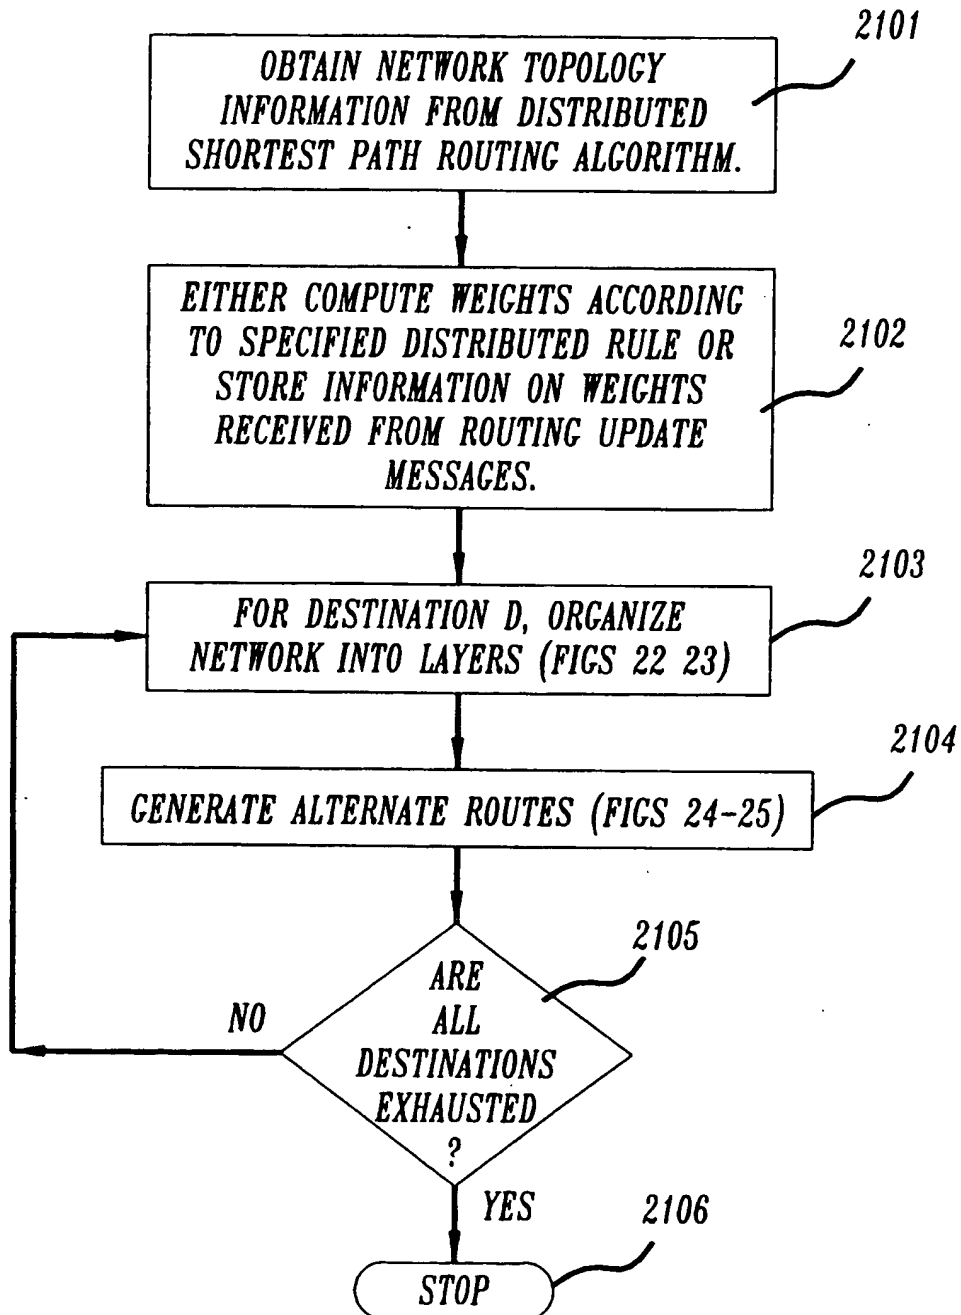 2101
OBTAIN NETWORK TOPOLOGY
INFORMATION FROM DISTRIBUTED
SHORTEST PATH ROUTING ALGORITHM.
EITHER COMPUTE WEIGHTS ACCORDING
TO SPECIFIED DISTRIBUTED RULE OR
STORE INFORMATION ON WEIGHTS
RECEIVED FROM ROUTING UPDATE
MESSAGES.
2102
2103
FOR DESTINATION D, ORGANIZE
NETWORK INTO LAYERS (FIGS 22 23)
2104
GENERATE ALTERNATE ROUTES (FIGS 24-25)
2105
ARE
ALL
DESTINATIONS
EXHAUSTED
?
NO
YES
2106
STOP